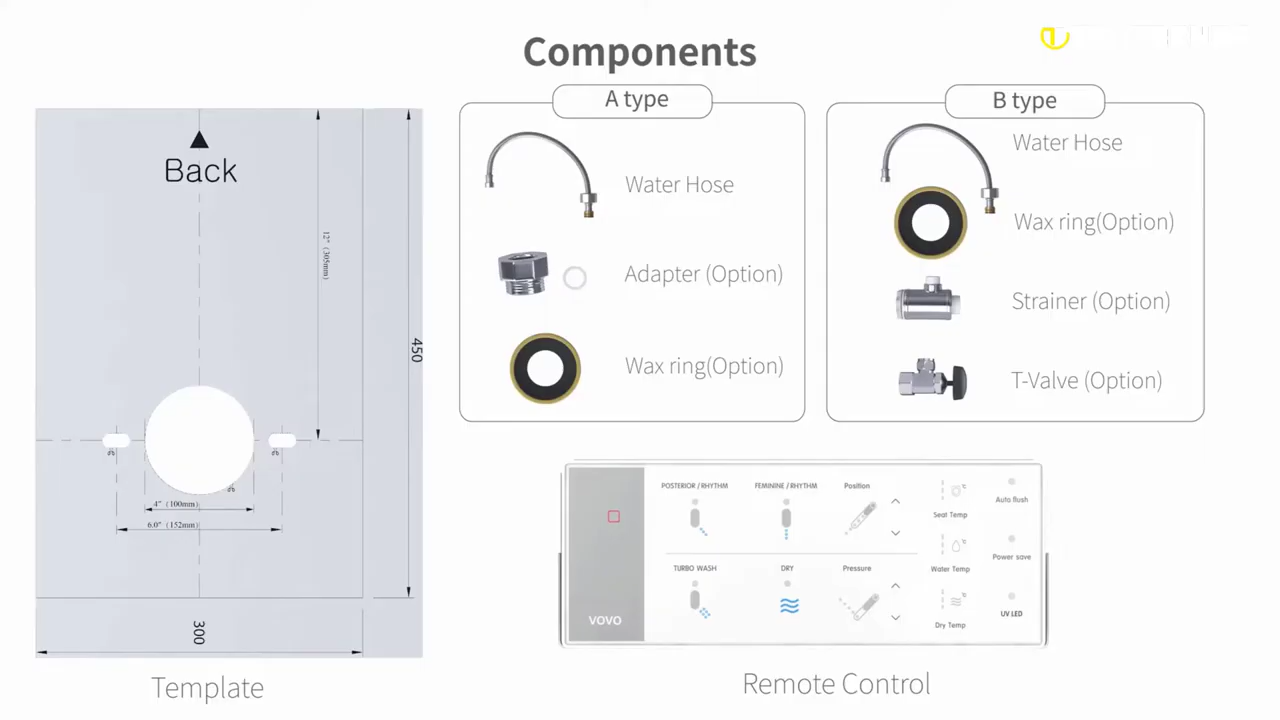 Components
Back
12" (305mm)
450
4" (100mm)
6.0" (152mm)
300
Template
A type
Water Hose
Adapter (Option)
Wax ring(Option)
B type
Water Hose
Wax ring(Option)
Strainer (Option)
T-Valve (Option)
POSTERIOR / RHYTHM
FEMININE / RHYTHM
Position
°C
Seat Temp
Auto flush
°C
Water Temp
Power save
TURBO WASH
DRY
Pressure
°C
Dry Temp
UV LED
VOVO
Remote Control